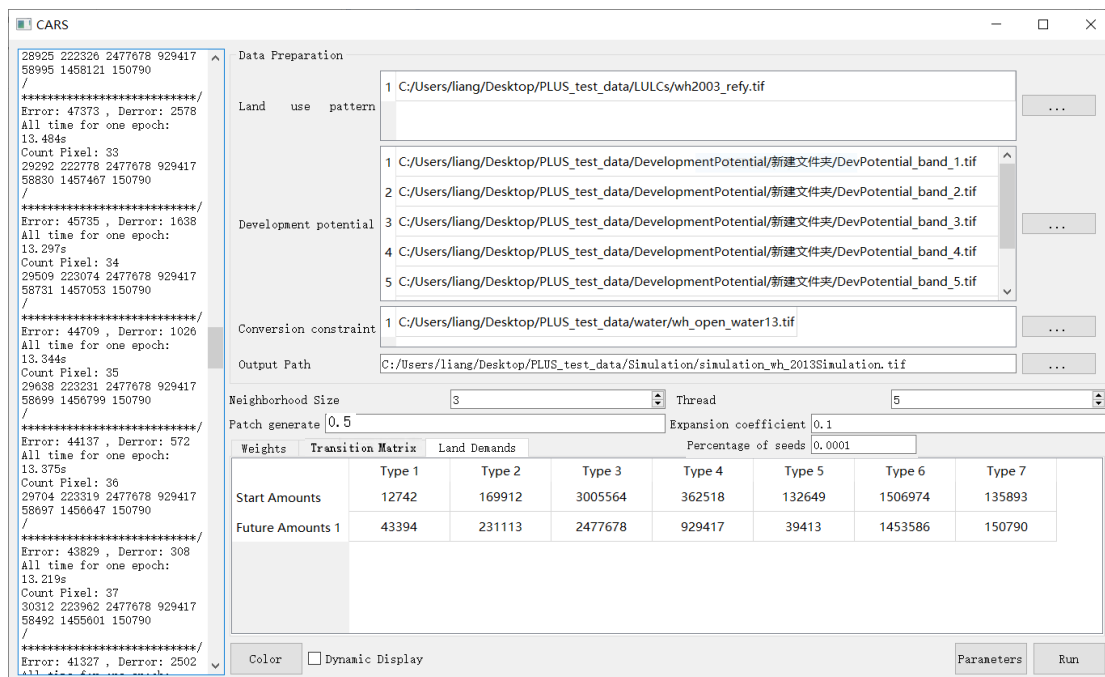 CARS
28925 222326 2477678 929417
58995 1458121 150790
/
***************************/
Error: 47373 , Derror: 2578
All time for one epoch:
13.484s
Count Pixel: 33
29292 222778 2477678 929417
58830 1457467 150790
/
***************************/
Error: 45735 , Derror: 1638
All time for one epoch:
13.297s
Count Pixel: 34
29509 223074 2477678 929417
58731 1457053 150790
/
***************************/
Error: 44709 , Derror: 1026
All time for one epoch:
13.344s
Count Pixel: 35
29638 223231 2477678 929417
58699 1456799 150790
/
***************************/
Error: 44137 , Derror: 572
All time for one epoch:
13.375s
Count Pixel: 36
29704 223319 2477678 929417
58697 1456647 150790
/
***************************/
Error: 43829 , Derror: 308
All time for one epoch:
13.219s
Count Pixel: 37
30312 223962 2477678 929417
58492 1455601 150790
/
***************************/
Error: 41327 , Derror: 2502
All time for one epoch:
Data Preparation
Land use pattern
1 C:/Users/liang/Desktop/PLUS_test_data/LULCs/wh2003_refy.tif
...
Development potential
1 C:/Users/liang/Desktop/PLUS_test_data/DevelopmentPotential/新建文件夹/DevPotential_band_1.tif
2 C:/Users/liang/Desktop/PLUS_test_data/DevelopmentPotential/新建文件夹/DevPotential_band_2.tif
3 C:/Users/liang/Desktop/PLUS_test_data/DevelopmentPotential/新建文件夹/DevPotential_band_3.tif
4 C:/Users/liang/Desktop/PLUS_test_data/DevelopmentPotential/新建文件夹/DevPotential_band_4.tif
5 C:/Users/liang/Desktop/PLUS_test_data/DevelopmentPotential/新建文件夹/DevPotential_band_5.tif
...
Conversion constraint
1 C:/Users/liang/Desktop/PLUS_test_data/water/wh_open_water13.tif
...
Output Path C:/Users/liang/Desktop/PLUS_test_data/Simulation/simulation_wh_2013Simulation.tif ...
Neighborhood Size 3 Thread 5
Patch generate 0.5 Expansion coefficient 0.1
Weights Transition Matrix Land Demands Percentage of seeds 0.0001
Type 1 Type 2 Type 3 Type 4 Type 5 Type 6 Type 7
Start Amounts 12742 169912 3005564 362518 132649 1506974 135893
Future Amounts 1 43394 231113 2477678 929417 39413 1453586 150790
Color Dynamic Display Parameters Run